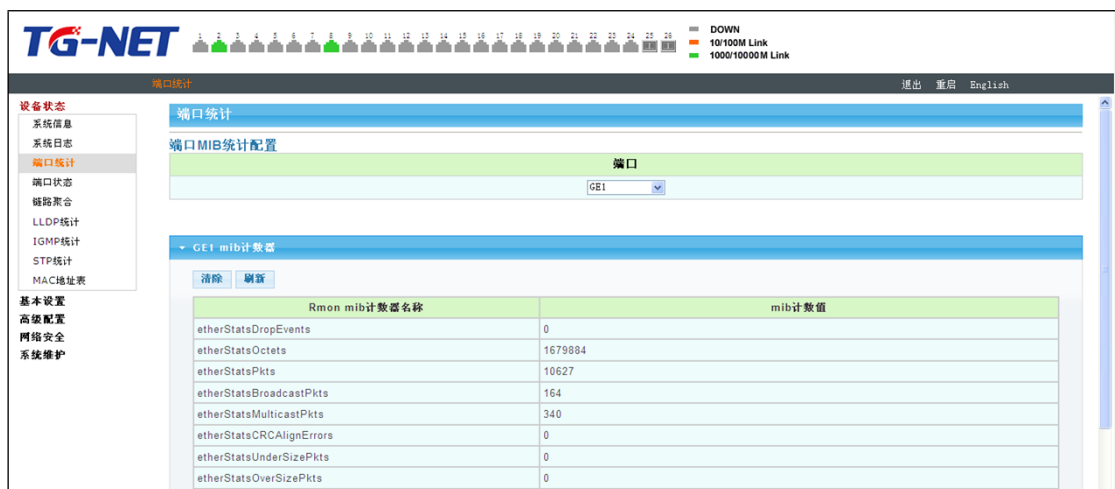 TG-NET
1 2 3 4 5 6 7 8 9 10 11 12 13 14 15 16 17 18 19 20 21 22 23 24 25 26
DOWN
10/100M Link
1000/10000M Link
端口统计 退出 重启 English
设备状态
系统信息
系统日志
端口统计
端口状态
链路聚合
LLDP统计
IGMP统计
STP统计
MAC地址表
基本设置
高级配置
网络安全
系统维护
端口统计
端口MIB统计配置
端口
GE1
GE1 mib计数器
清除 刷新
Rmon mib计数器名称 mib计数值
etherStatsDropEvents 0
etherStatsOctets 1679884
etherStatsPkts 10627
etherStatsBroadcastPkts 164
etherStatsMulticastPkts 340
etherStatsCRCAlignErrors 0
etherStatsUnderSizePkts 0
etherStatsOverSizePkts 0